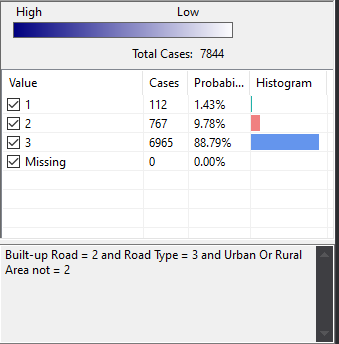 High Low
Total Cases: 7844
Value Cases Probabi... Histogram
1 112 1.43%
2 767 9.78%
3 6965 88.79%
Missing 0 0.00%
Built-up Road = 2 and Road Type = 3 and Urban Or Rural
Area not = 2